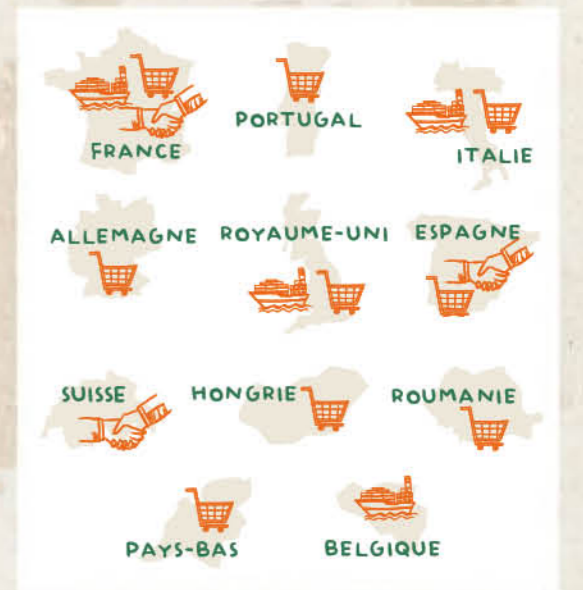 FRANCE
PORTUGAL
ITALIE
ALLEMAGNE
ROYAUME-UNI
ESPAGNE
SUISSE
HONGRIE
ROUMANIE
PAYS-BAS
BELGIQUE